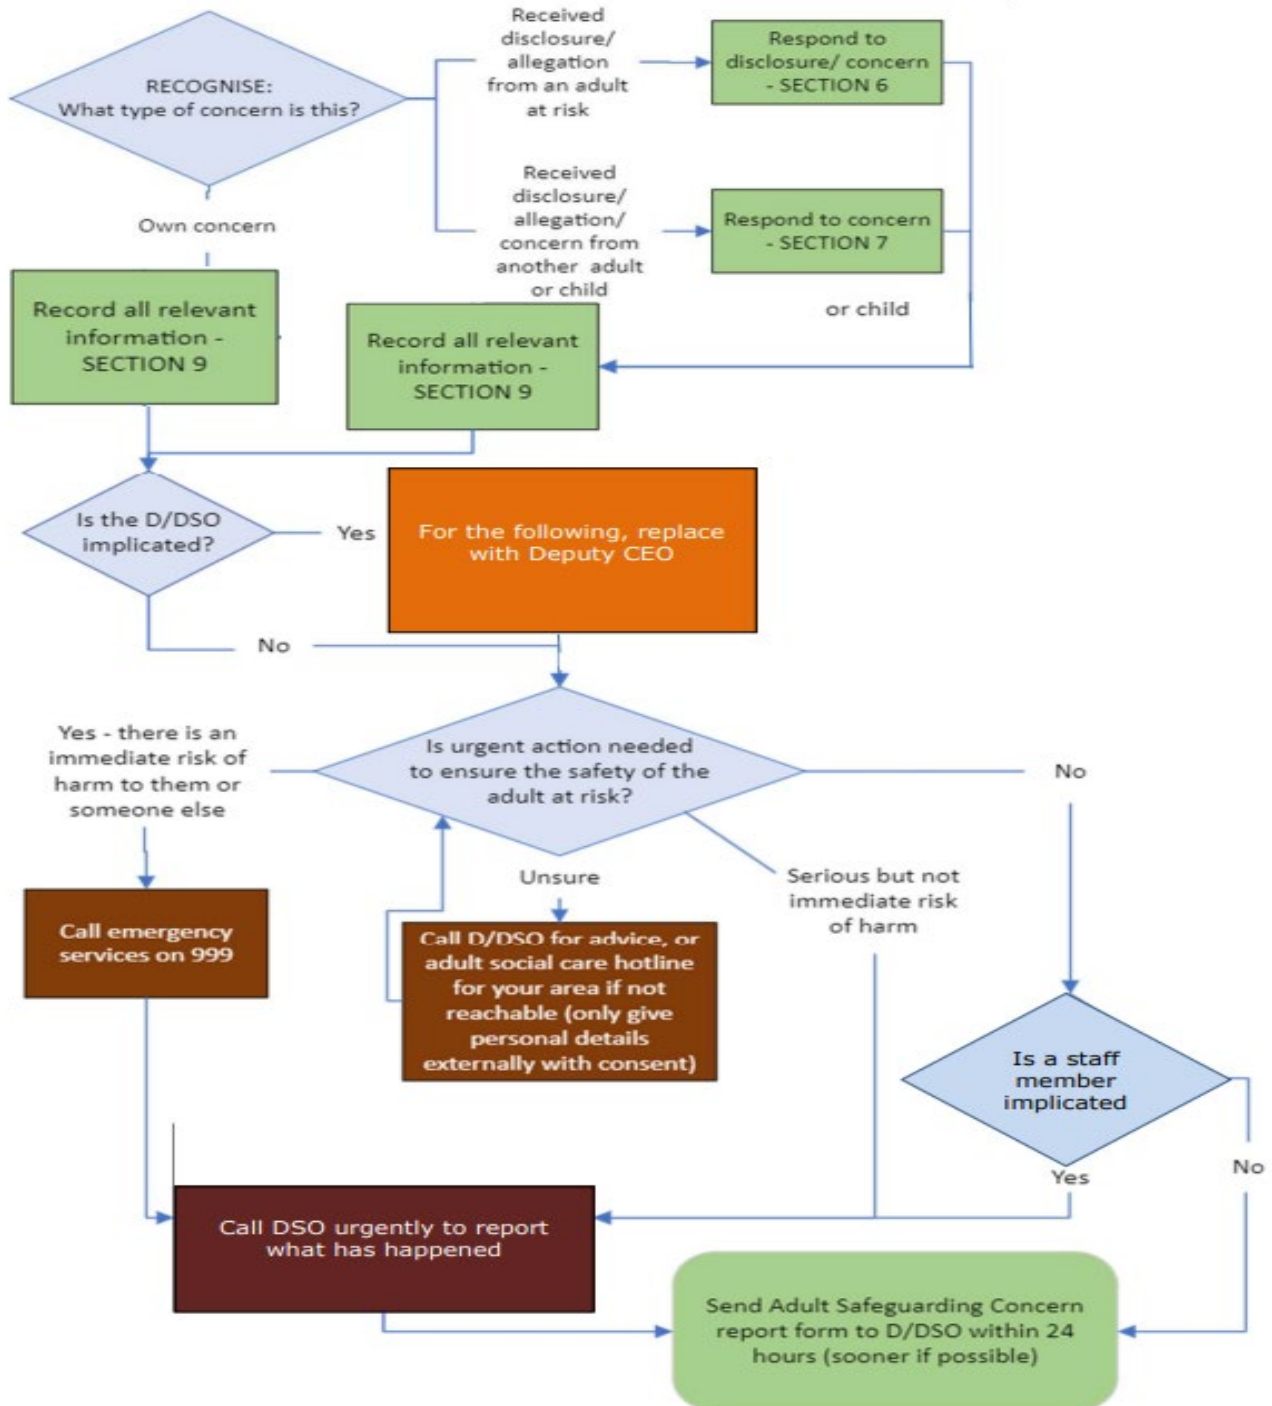 RECOGNISE:
What type of concern is this?
Received
disclosure/
allegation
from an adult
at risk
Respond to
disclosure/ concern
- SECTION 6
Received
disclosure/
allegation/
concern from
another adult
or child
Respond to concern
- SECTION 7
or child
Own concern
Record all relevant
information -
SECTION 9
Record all relevant
information -
SECTION 9
Is the D/DSO
implicated?
Yes
For the following, replace
with Deputy CEO
No
Is urgent action needed
to ensure the safety of the
adult at risk?
Yes - there is an
immediate risk of
harm to them or
someone else
No
Unsure
Serious but not
immediate risk
of harm
Call emergency
services on 999
Call D/DSO for advice, or
adult social care hotline
for your area if not
reachable (only give
personal details
externally with consent)
Is a staff
member
implicated
Yes
No
Call DSO urgently to report
what has happened
Send Adult Safeguarding Concern
report form to D/DSO within 24
hours (sooner if possible)